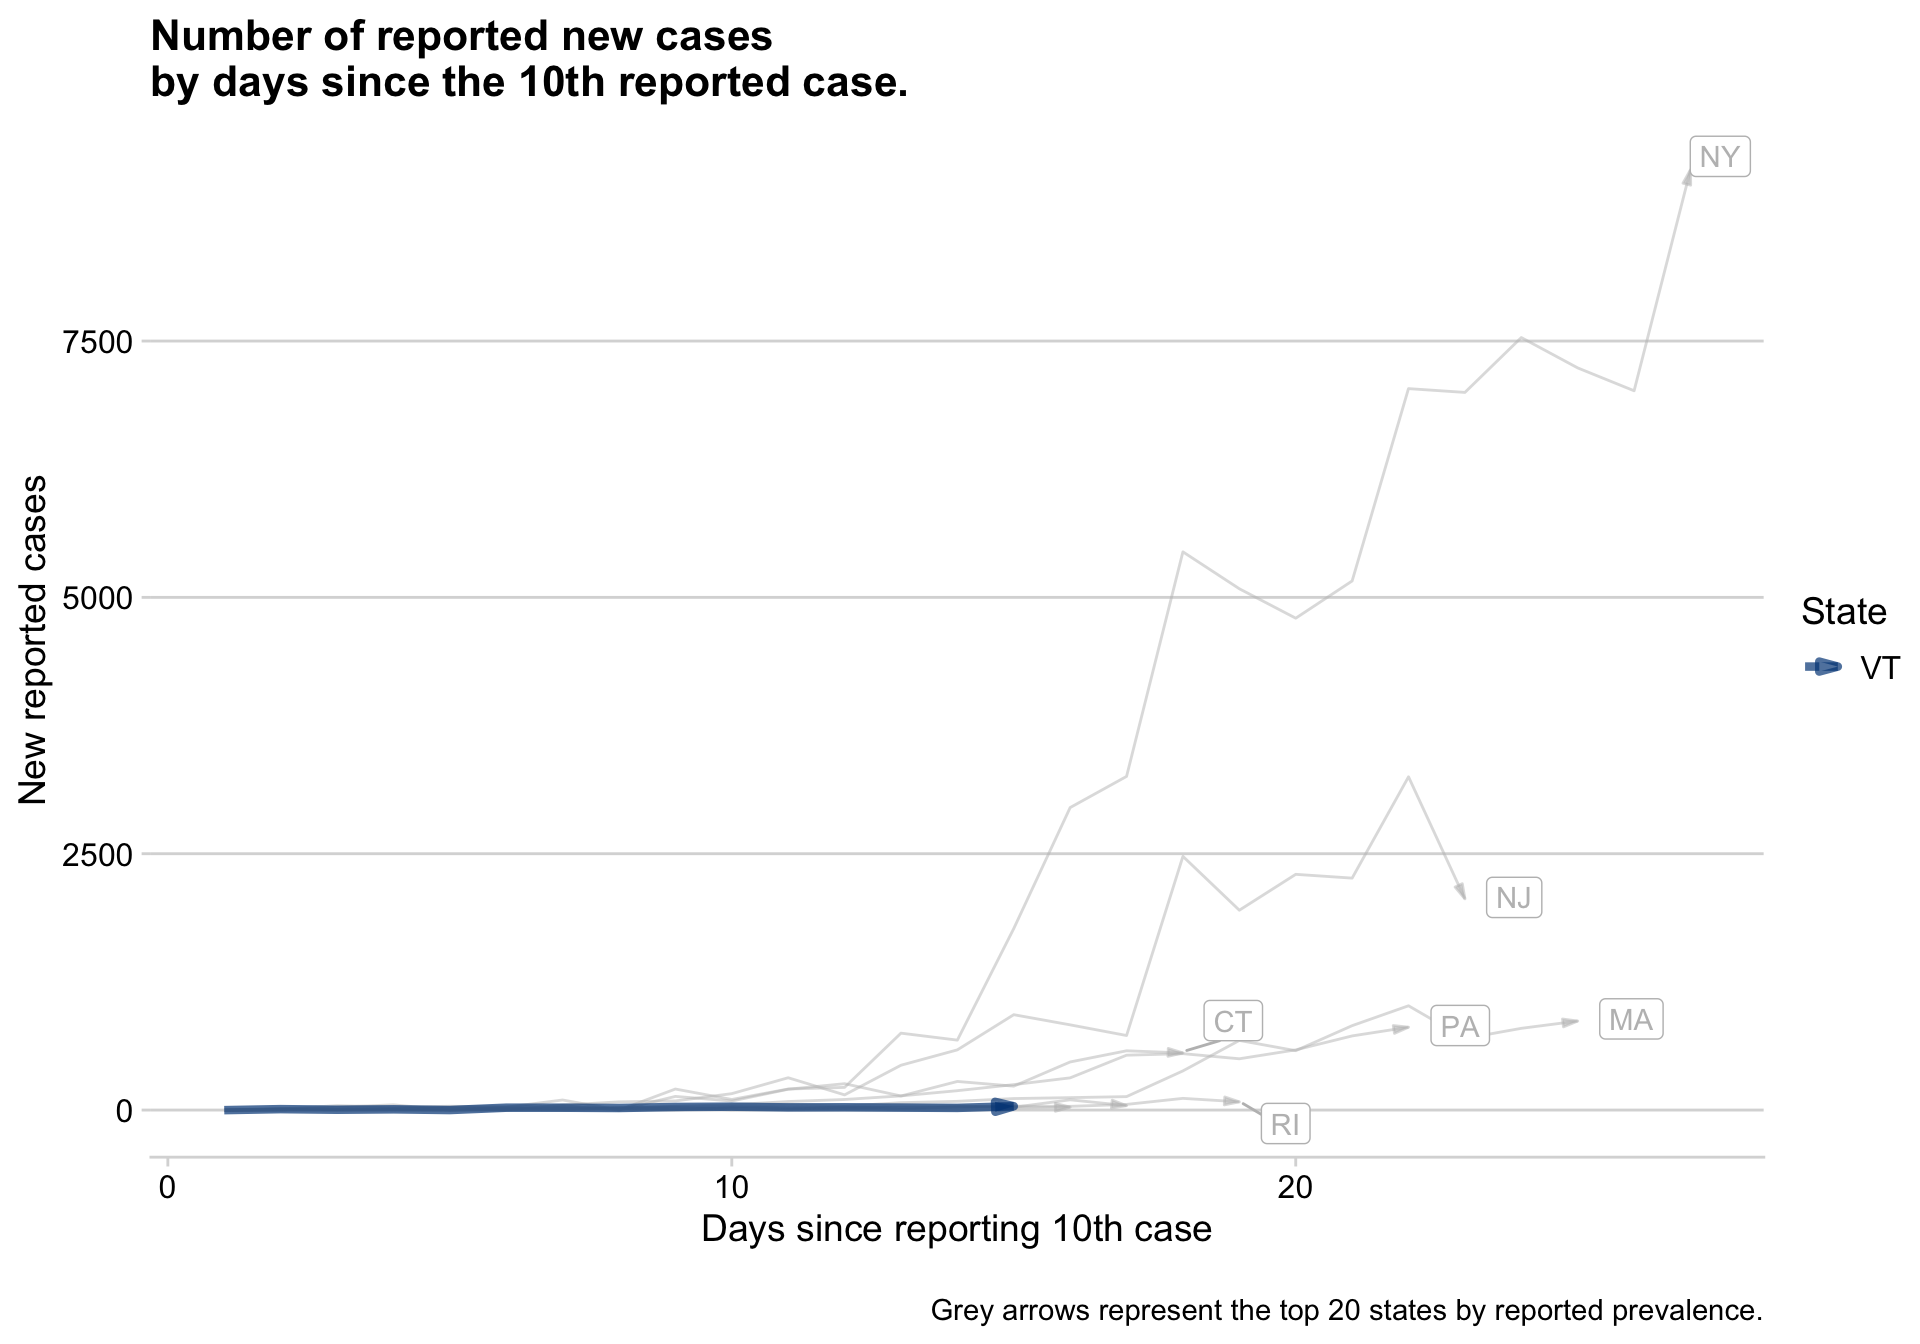 Number of reported new cases
by days since the 10th reported case.
NY
7500
5000
2500
0
New reported cases
NJ
CT
PA
MA
RI
State
VT
0
10
20
Days since reporting 10th case
Grey arrows represent the top 20 states by reported prevalence.